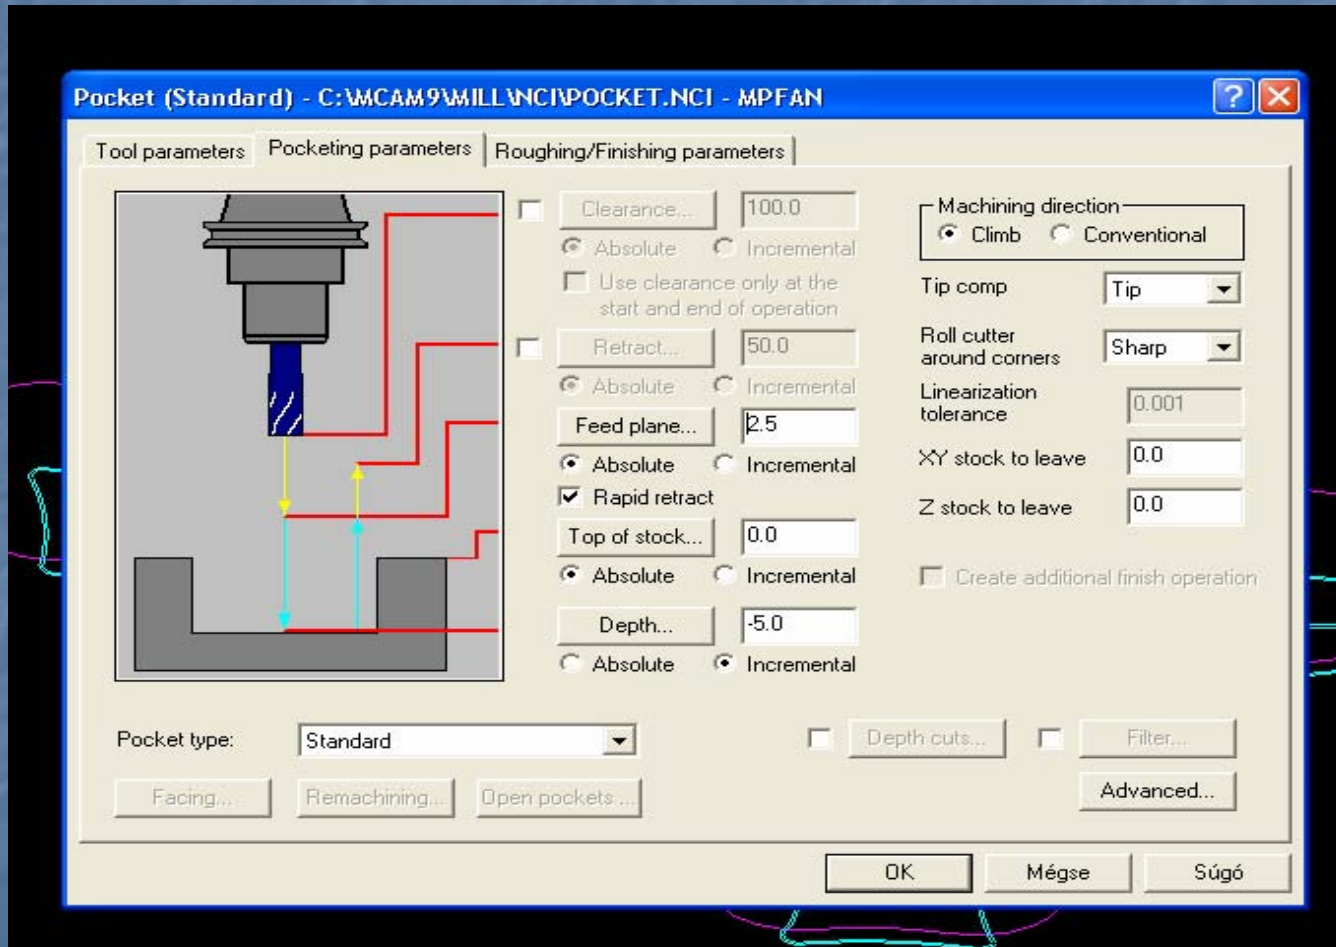 Pocket (Standard) - C:\MCAM9\MILL\NCI\POCKET.NCI - MPFAN
Tool parameters
Pocketing parameters
Roughing/Finishing parameters
Clearance...
100.0
Absolute
Incremental
Use clearance only at the
start and end of operation
Retract...
50.0
Absolute
Incremental
Feed plane...
2.5
Absolute
Incremental
Rapid retract
Top of stock...
0.0
Absolute
Incremental
Depth...
-5.0
Absolute
Incremental
Machining direction
Climb
Conventional
Tip comp
Tip
Roll cutter
around corners
Sharp
Linearization
tolerance
0.001
XY stock to leave
0.0
Z stock to leave
0.0
Create additional finish operation
Pocket type:
Standard
Depth cuts...
Filter...
Facing...
Remachining...
Open pockets ...
Advanced...
OK
Mégse
Súgó